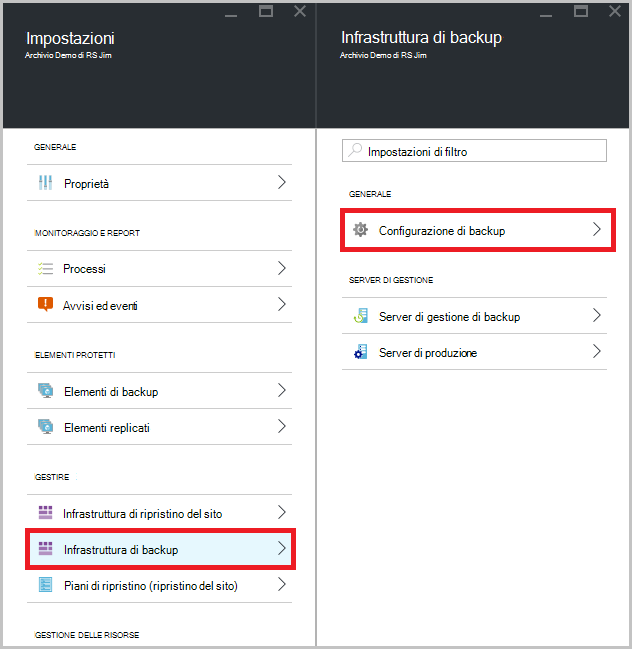 Impostazioni
Archivio Demo di RS Jim
GENERALE
Proprietà
MONITORAGGIO E REPORT
Processi
Avvisi ed eventi
ELEMENTI PROTETTI
Elementi di backup
Elementi replicati
GESTIRE
Infrastruttura di ripristino del sito
Infrastruttura di backup
Piani di ripristino (ripristino del sito)
GESTIONE DELLE RISORSE
Infrastruttura di backup
Archivio Demo di RS Jim
Impostazioni di filtro
GENERALE
Configurazione di backup
SERVER DI GESTIONE
Server di gestione di backup
Server di produzione